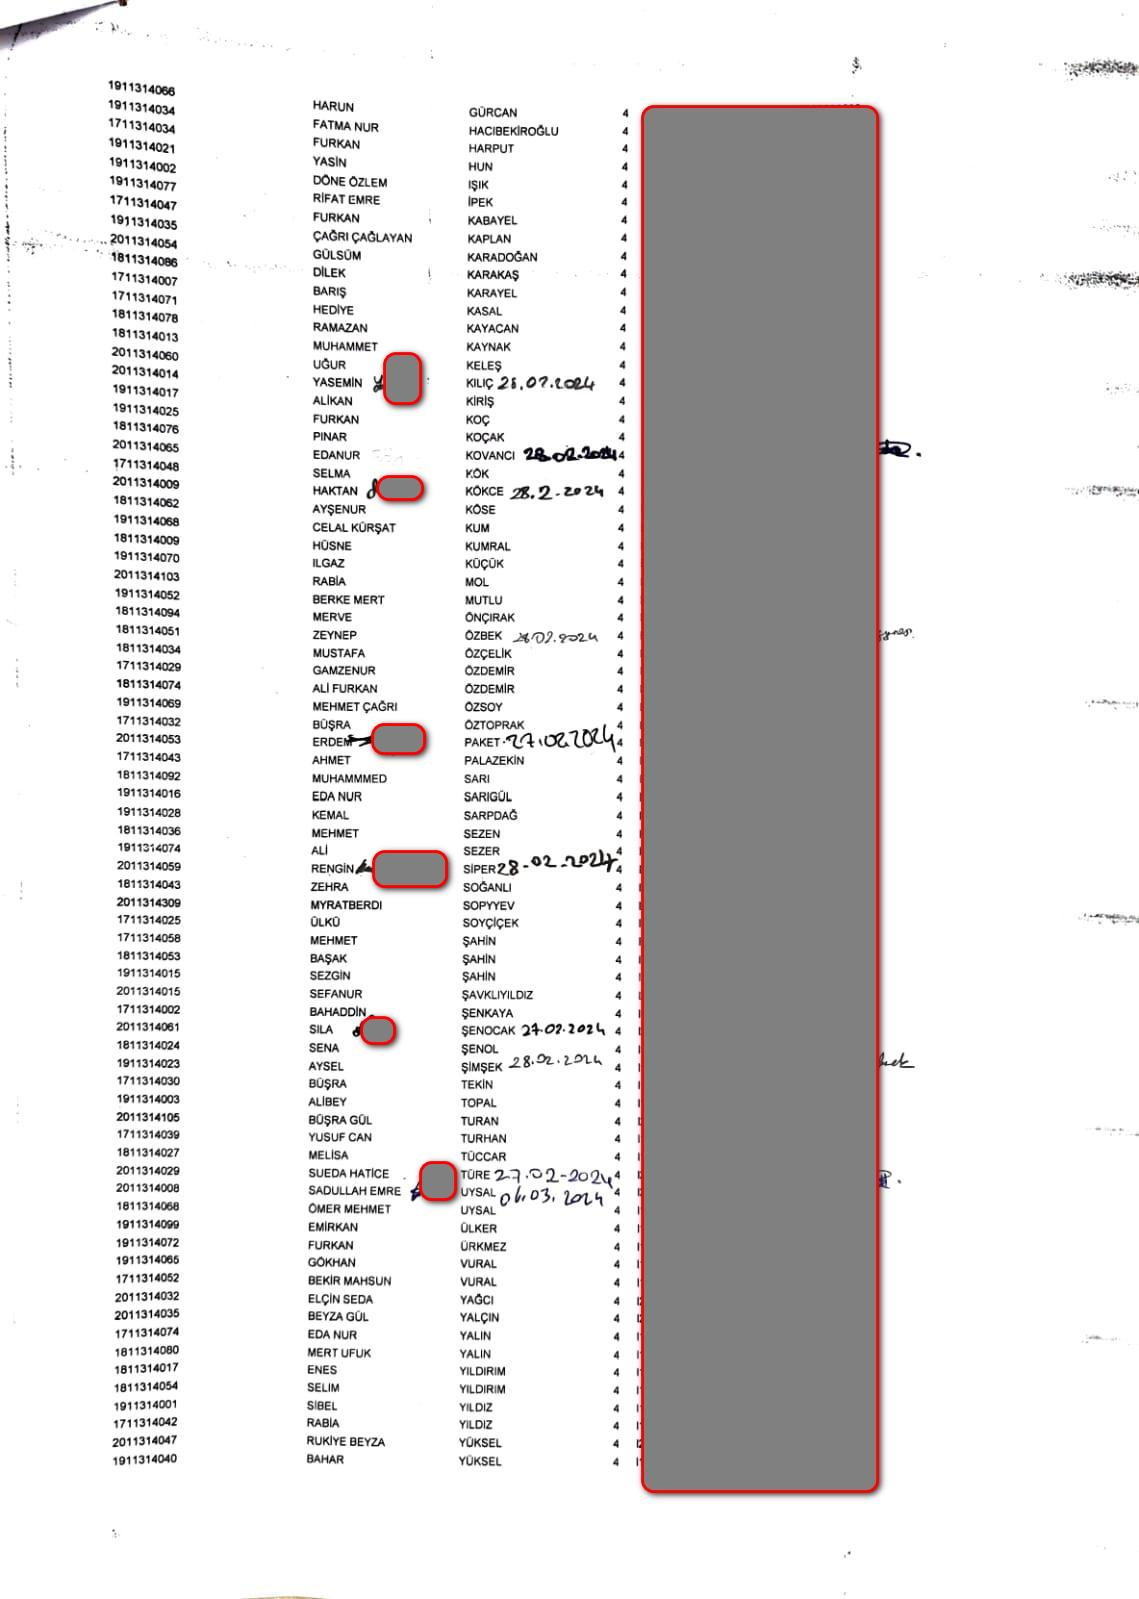 1911314066 HARUN GÜRCAN 4
1911314034 FATMA NUR HACIBEKİROĞLU 4
1711314034 FURKAN HARPUT 4
1911314021 YASİN HUN 4
1911314002 DÖNE ÖZLEM IŞIK 4
1911314077 RİFAT EMRE İPEK 4
1711314047 FURKAN KABAYEL 4
1911314035 ÇAĞRI ÇAĞLAYAN KAPLAN 4
2011314054 GÜLSÜM KARADOĞAN 4
1811314086 DİLEK KARAKAŞ 4
1711314007 BARIŞ KARAYEL 4
1711314071 HEDİYE KASAL 4
1811314078 RAMAZAN KAYACAN 4
1811314013 MUHAMMET KAYNAK 4
2011314060 UĞUR KELEŞ 4
2011314014 YASEMİN KILIÇ 28.02.2024 4
1911314017 ALİKAN KİRİŞ 4
1911314025 FURKAN KOÇ 4
1811314076 PINAR KOÇAK 4
2011314065 EDANUR KOVANCI 28.02.2024 4
1711314048 SELMA KÖK 4
2011314009 HAKTAN KÖKCE 28.2-2024 4
1811314062 AYŞENUR KÖSE 4
1911314068 CELAL KÜRŞAT KUM 4
1811314009 HÜSNE KUMRAL 4
1911314070 ILGAZ KÜÇÜK 4
2011314103 RABİA MOL 4
1911314052 BERKE MERT MUTLU 4
1811314094 MERVE ÖNÇIRAK 4
1811314051 ZEYNEP ÖZBEK 28.02.2024 4
1811314034 MUSTAFA ÖZÇELİK 4
1711314029 GAMZENUR ÖZDEMİR 4
1811314074 ALİ FURKAN ÖZDEMİR 4
1911314069 MEHMET ÇAĞRI ÖZSOY 4
1711314032 BÜŞRA ÖZTOPRAK 4
2011314053 ERDEM PAKET 27.02.2024 4
1711314043 AHMET PALAZEKİN 4
1811314092 MUHAMMMED SARI 4
1911314016 EDA NUR SARIGÜL 4
1911314028 KEMAL SARPDAĞ 4
1811314036 MEHMET SEZEN 4
1911314074 ALİ SEZER 4
2011314059 RENGİN SİPER 28-02-2024 4
1811314043 ZEHRA SOĞANLI 4
2011314309 MYRATBERDI SOPYYEV 4
1711314025 ÜLKÜ SOYÇİÇEK 4
1711314058 MEHMET ŞAHİN 4
1811314053 BAŞAK ŞAHİN 4
1911314015 SEZGİN ŞAHİN 4
2011314015 SEFANUR ŞAVKLIYILDIZ 4
1711314002 BAHADDİN ŞENKAYA 4
2011314061 SILA ŞENOCAK 27.02.2024 4
1811314024 SENA ŞENOL 4
1911314023 AYSEL ŞİMŞEK 28.02.2024 4
1711314030 BÜŞRA TEKİN 4
1911314003 ALİBEY TOPAL 4
2011314105 BÜŞRA GÜL TURAN 4
1711314039 YUSUF CAN TURHAN 4
1811314027 MELİSA TÜCCAR 4
2011314029 SUEDA HATİCE TÜRE 27.02-2024 4
2011314008 SADULLAH EMRE UYSAL 06.03.2024 4
1811314068 ÖMER MEHMET UYSAL 4
1911314099 EMİRKAN ÜLKER 4
1911314072 FURKAN ÜRKMEZ 4
1911314065 GÖKHAN VURAL 4
1711314052 BEKİR MAHSUN VURAL 4
2011314032 ELÇİN SEDA YAĞCI 4
2011314035 BEYZA GÜL YALÇIN 4
1711314074 EDA NUR YALIN 4
1811314080 MERT UFUK YALIN 4
1811314017 ENES YILDIRIM 4
1811314054 SELIM YILDIRIM 4
1911314001 SİBEL YILDIZ 4
1711314042 RABİA YILDIZ 4
2011314047 RUKİYE BEYZA YÜKSEL 4
1911314040 BAHAR YÜKSEL 4